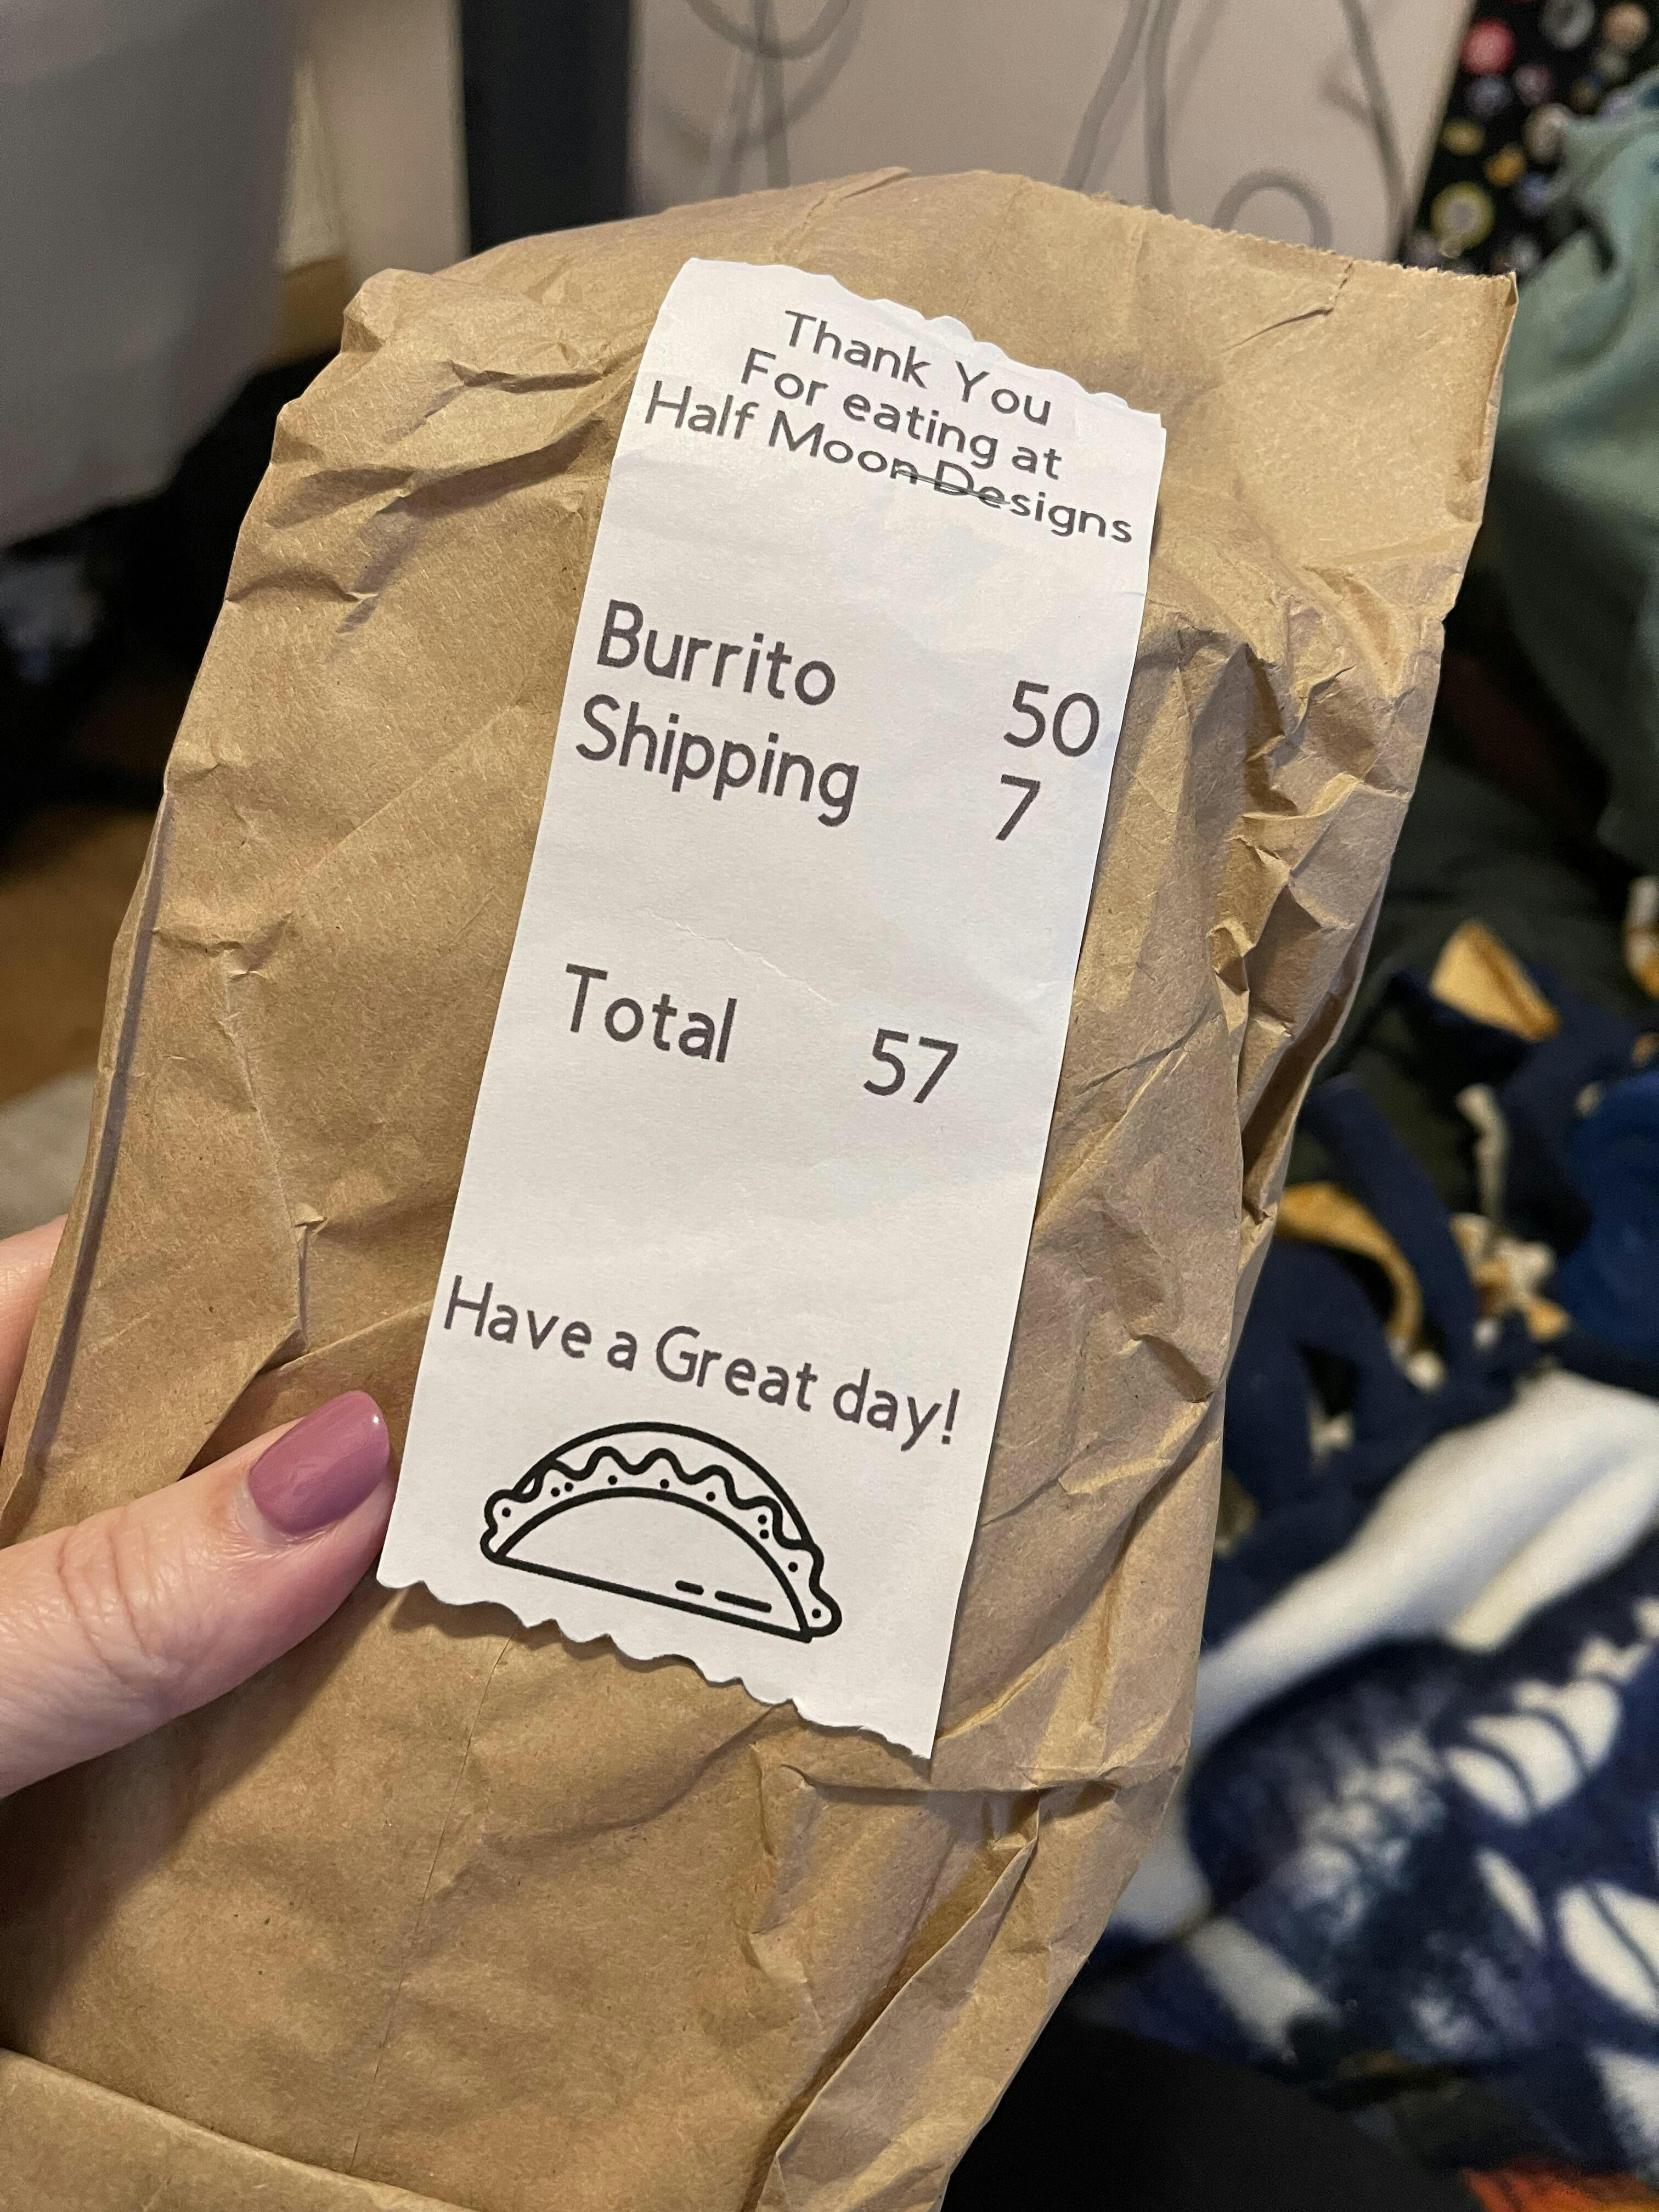 Thank You
For eating at
Half Moon Designs
Burrito 50
Shipping 7
Total 57
Have a Great day!